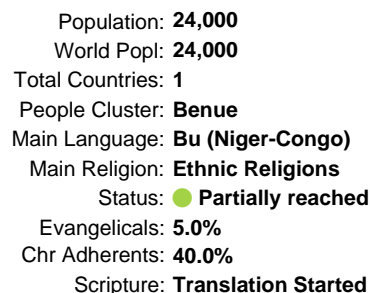 Population: 24,000
World Popl: 24,000
Total Countries: 1
People Cluster: Benue
Main Language: Bu (Niger-Congo)
Main Religion: Ethnic Religions
Status: Partially reached
Evangelicals: 5.0%
Chr Adherents: 40.0%
Scripture: Translation Started